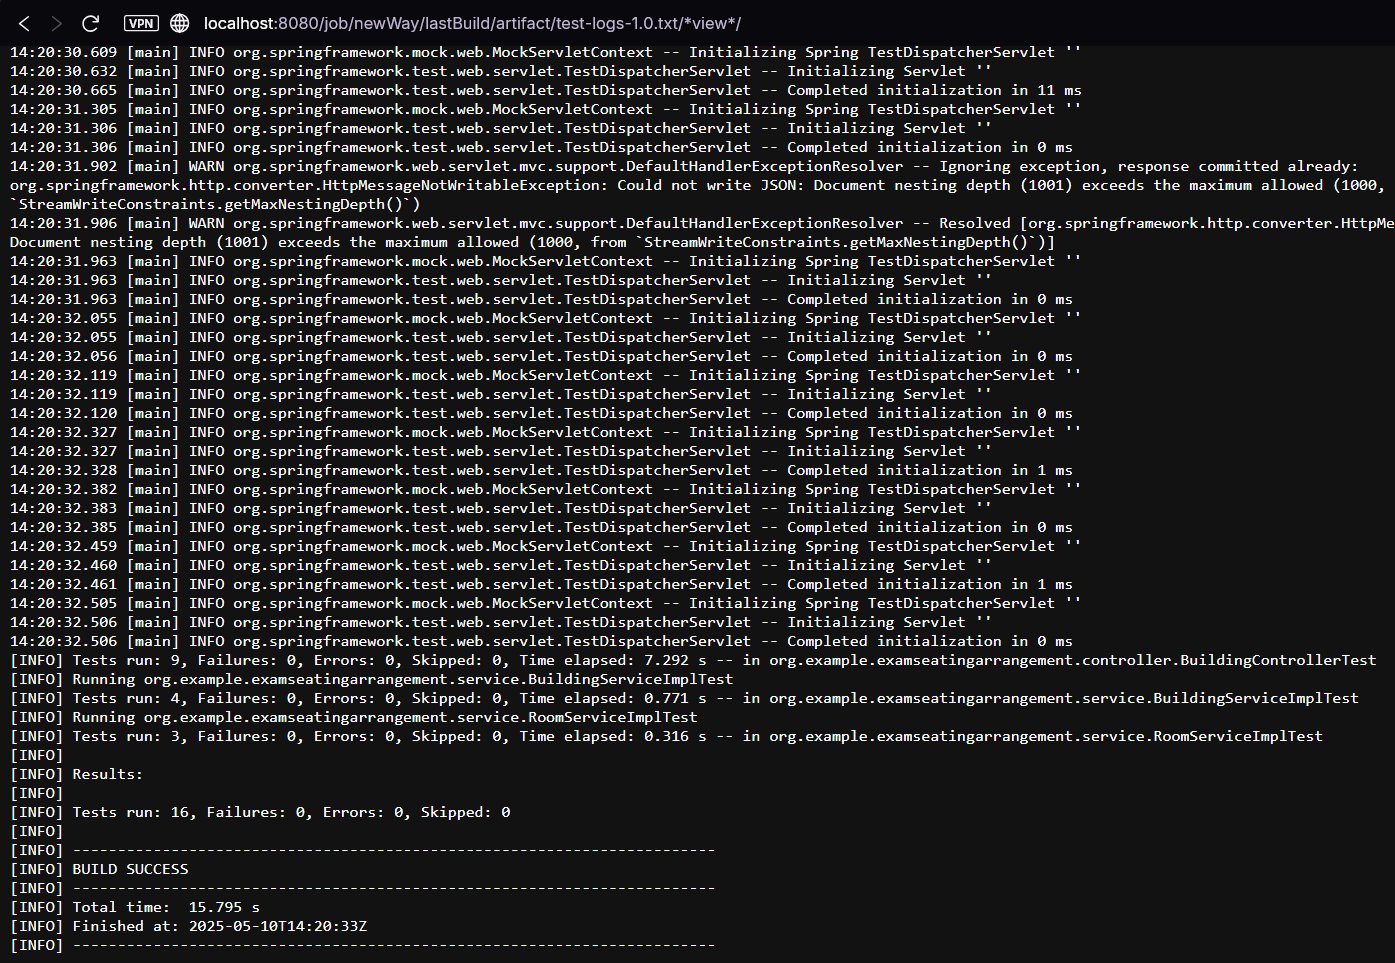 VPN localhost:8080/job/newWay/lastBuild/artifact/test-logs-1.0.txt/*view*/
14:20:30.609 [main] INFO org.springframework.mock.web.MockServletContext -- Initializing Spring TestDispatcherServlet ''
14:20:30.632 [main] INFO org.springframework.test.web.servlet.TestDispatcherServlet -- Initializing Servlet ''
14:20:30.665 [main] INFO org.springframework.test.web.servlet.TestDispatcherServlet -- Completed initialization in 11 ms
14:20:31.305 [main] INFO org.springframework.mock.web.MockServletContext -- Initializing Spring TestDispatcherServlet ''
14:20:31.306 [main] INFO org.springframework.test.web.servlet.TestDispatcherServlet -- Initializing Servlet ''
14:20:31.306 [main] INFO org.springframework.test.web.servlet.TestDispatcherServlet -- Completed initialization in 0 ms
14:20:31.902 [main] WARN org.springframework.web.servlet.mvc.support.DefaultHandlerExceptionResolver -- Ignoring exception, response committed already:
org.springframework.http.converter.HttpMessageNotWritableException: Could not write JSON: Document nesting depth (1001) exceeds the maximum allowed (1000,
`StreamWriteConstraints.getMaxNestingDepth()`)
14:20:31.906 [main] WARN org.springframework.web.servlet.mvc.support.DefaultHandlerExceptionResolver -- Resolved [org.springframework.http.converter.HttpMe
Document nesting depth (1001) exceeds the maximum allowed (1000, from `StreamWriteConstraints.getMaxNestingDepth()`)]
14:20:31.963 [main] INFO org.springframework.mock.web.MockServletContext -- Initializing Spring TestDispatcherServlet ''
14:20:31.963 [main] INFO org.springframework.test.web.servlet.TestDispatcherServlet -- Initializing Servlet ''
14:20:31.963 [main] INFO org.springframework.test.web.servlet.TestDispatcherServlet -- Completed initialization in 0 ms
14:20:32.055 [main] INFO org.springframework.mock.web.MockServletContext -- Initializing Spring TestDispatcherServlet ''
14:20:32.055 [main] INFO org.springframework.test.web.servlet.TestDispatcherServlet -- Initializing Servlet ''
14:20:32.056 [main] INFO org.springframework.test.web.servlet.TestDispatcherServlet -- Completed initialization in 0 ms
14:20:32.119 [main] INFO org.springframework.mock.web.MockServletContext -- Initializing Spring TestDispatcherServlet ''
14:20:32.119 [main] INFO org.springframework.test.web.servlet.TestDispatcherServlet -- Initializing Servlet ''
14:20:32.120 [main] INFO org.springframework.test.web.servlet.TestDispatcherServlet -- Completed initialization in 0 ms
14:20:32.327 [main] INFO org.springframework.mock.web.MockServletContext -- Initializing Spring TestDispatcherServlet ''
14:20:32.327 [main] INFO org.springframework.test.web.servlet.TestDispatcherServlet -- Initializing Servlet ''
14:20:32.328 [main] INFO org.springframework.test.web.servlet.TestDispatcherServlet -- Completed initialization in 1 ms
14:20:32.382 [main] INFO org.springframework.mock.web.MockServletContext -- Initializing Spring TestDispatcherServlet ''
14:20:32.383 [main] INFO org.springframework.test.web.servlet.TestDispatcherServlet -- Initializing Servlet ''
14:20:32.385 [main] INFO org.springframework.test.web.servlet.TestDispatcherServlet -- Completed initialization in 0 ms
14:20:32.459 [main] INFO org.springframework.mock.web.MockServletContext -- Initializing Spring TestDispatcherServlet ''
14:20:32.460 [main] INFO org.springframework.test.web.servlet.TestDispatcherServlet -- Initializing Servlet ''
14:20:32.461 [main] INFO org.springframework.test.web.servlet.TestDispatcherServlet -- Completed initialization in 1 ms
14:20:32.505 [main] INFO org.springframework.mock.web.MockServletContext -- Initializing Spring TestDispatcherServlet ''
14:20:32.506 [main] INFO org.springframework.test.web.servlet.TestDispatcherServlet -- Initializing Servlet ''
14:20:32.506 [main] INFO org.springframework.test.web.servlet.TestDispatcherServlet -- Completed initialization in 0 ms
[INFO] Tests run: 9, Failures: 0, Errors: 0, Skipped: 0, Time elapsed: 7.292 s -- in org.example.examseatingarrangement.controller.BuildingControllerTest
[INFO] Running org.example.examseatingarrangement.service.BuildingServiceImplTest
[INFO] Tests run: 4, Failures: 0, Errors: 0, Skipped: 0, Time elapsed: 0.771 s -- in org.example.examseatingarrangement.service.BuildingServiceImplTest
[INFO] Running org.example.examseatingarrangement.service.RoomServiceImplTest
[INFO] Tests run: 3, Failures: 0, Errors: 0, Skipped: 0, Time elapsed: 0.316 s -- in org.example.examseatingarrangement.service.RoomServiceImplTest
[INFO]
[INFO] Results:
[INFO]
[INFO] Tests run: 16, Failures: 0, Errors: 0, Skipped: 0
[INFO]
[INFO] ------------------------------------------------------------------------
[INFO] BUILD SUCCESS
[INFO] ------------------------------------------------------------------------
[INFO] Total time:  15.795 s
[INFO] Finished at: 2025-05-10T14:20:33Z
[INFO] ------------------------------------------------------------------------